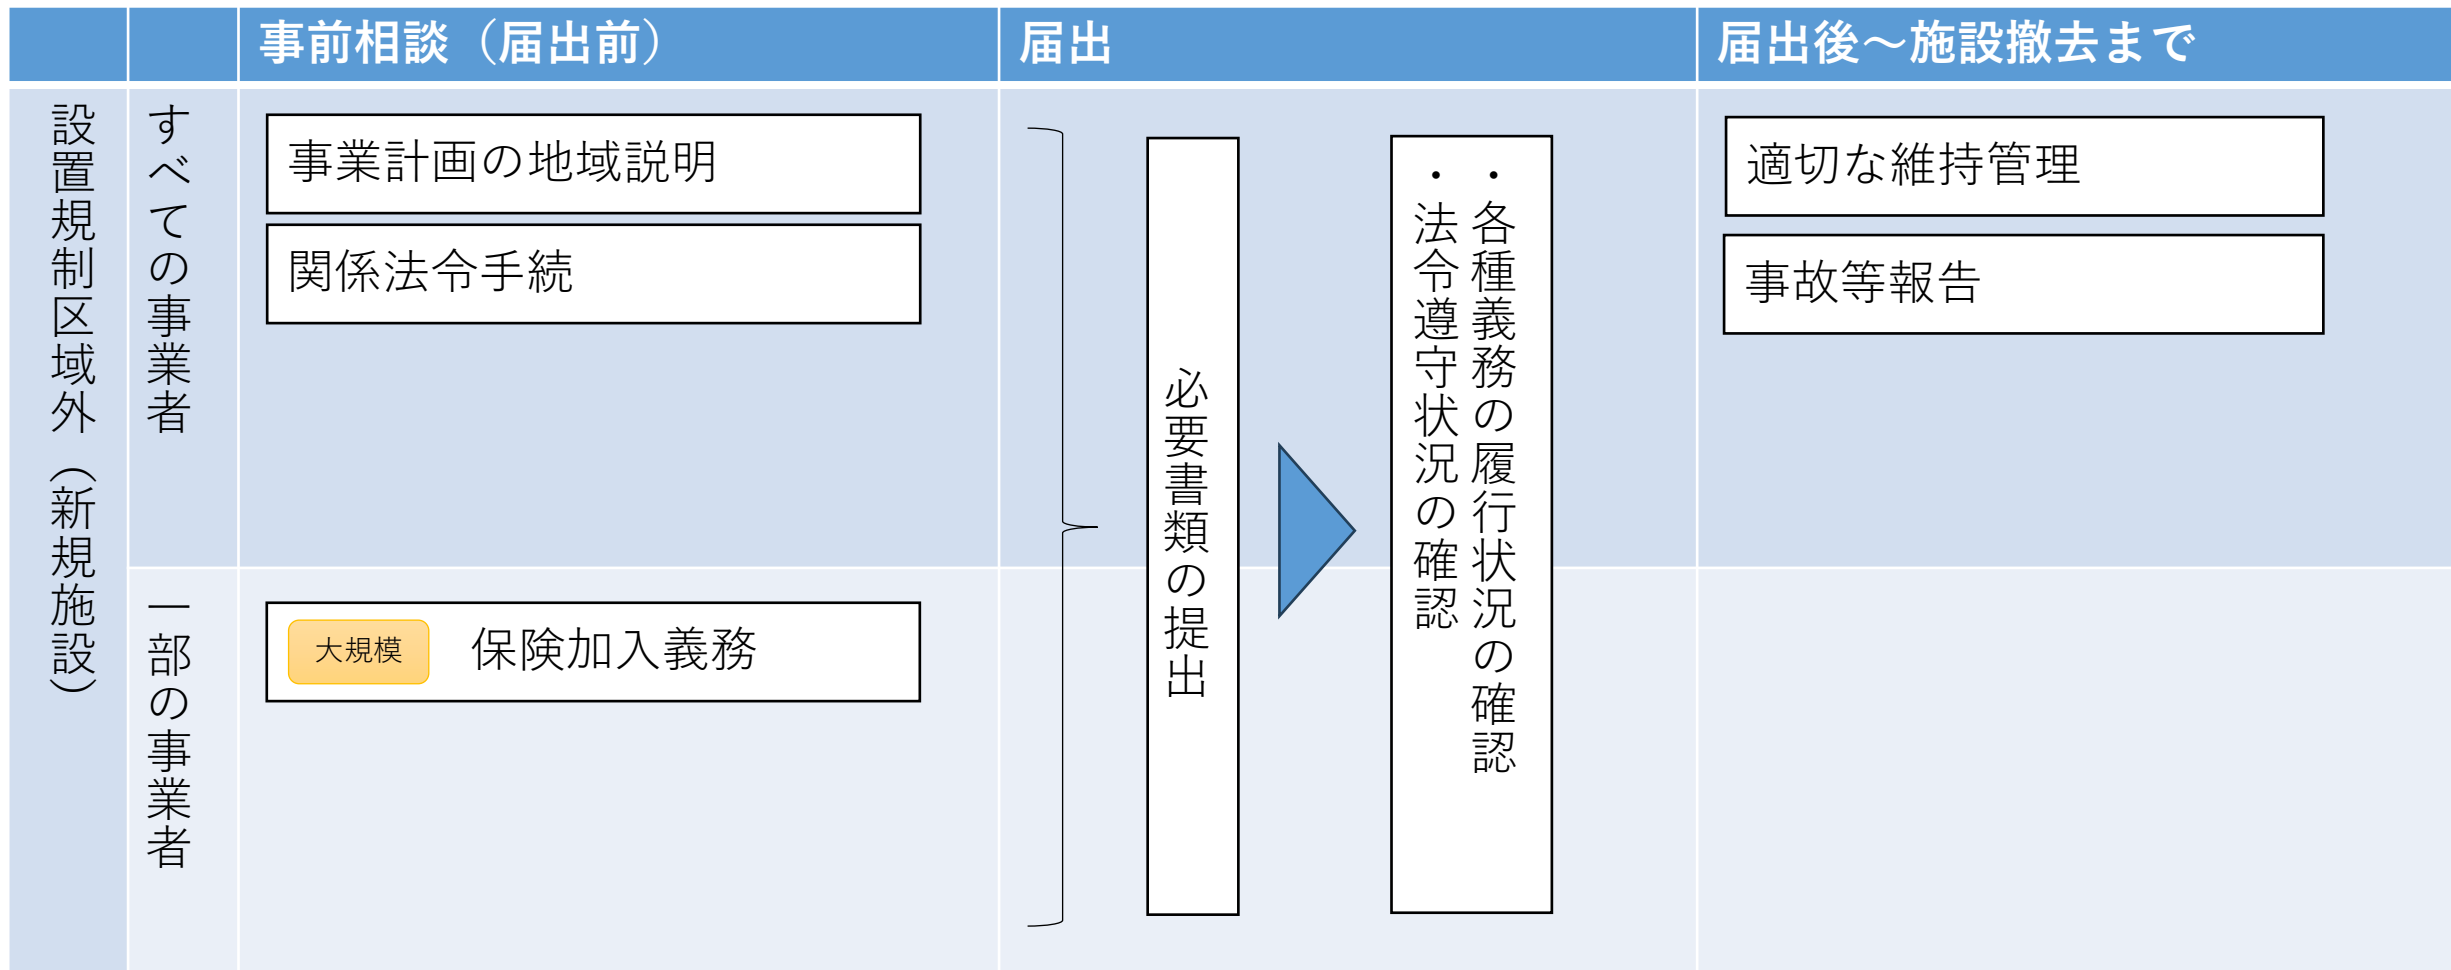 事前相談（届出前）
届出
届出後～施設撤去まで
設置規制区域外（新規施設）
すべての事業者
事業計画の地域説明
関係法令手続
必要書類の提出
・各種義務の履行状況の確認
・法令遵守状況の確認
適切な維持管理
事故等報告
一部の事業者
大規模 保険加入義務